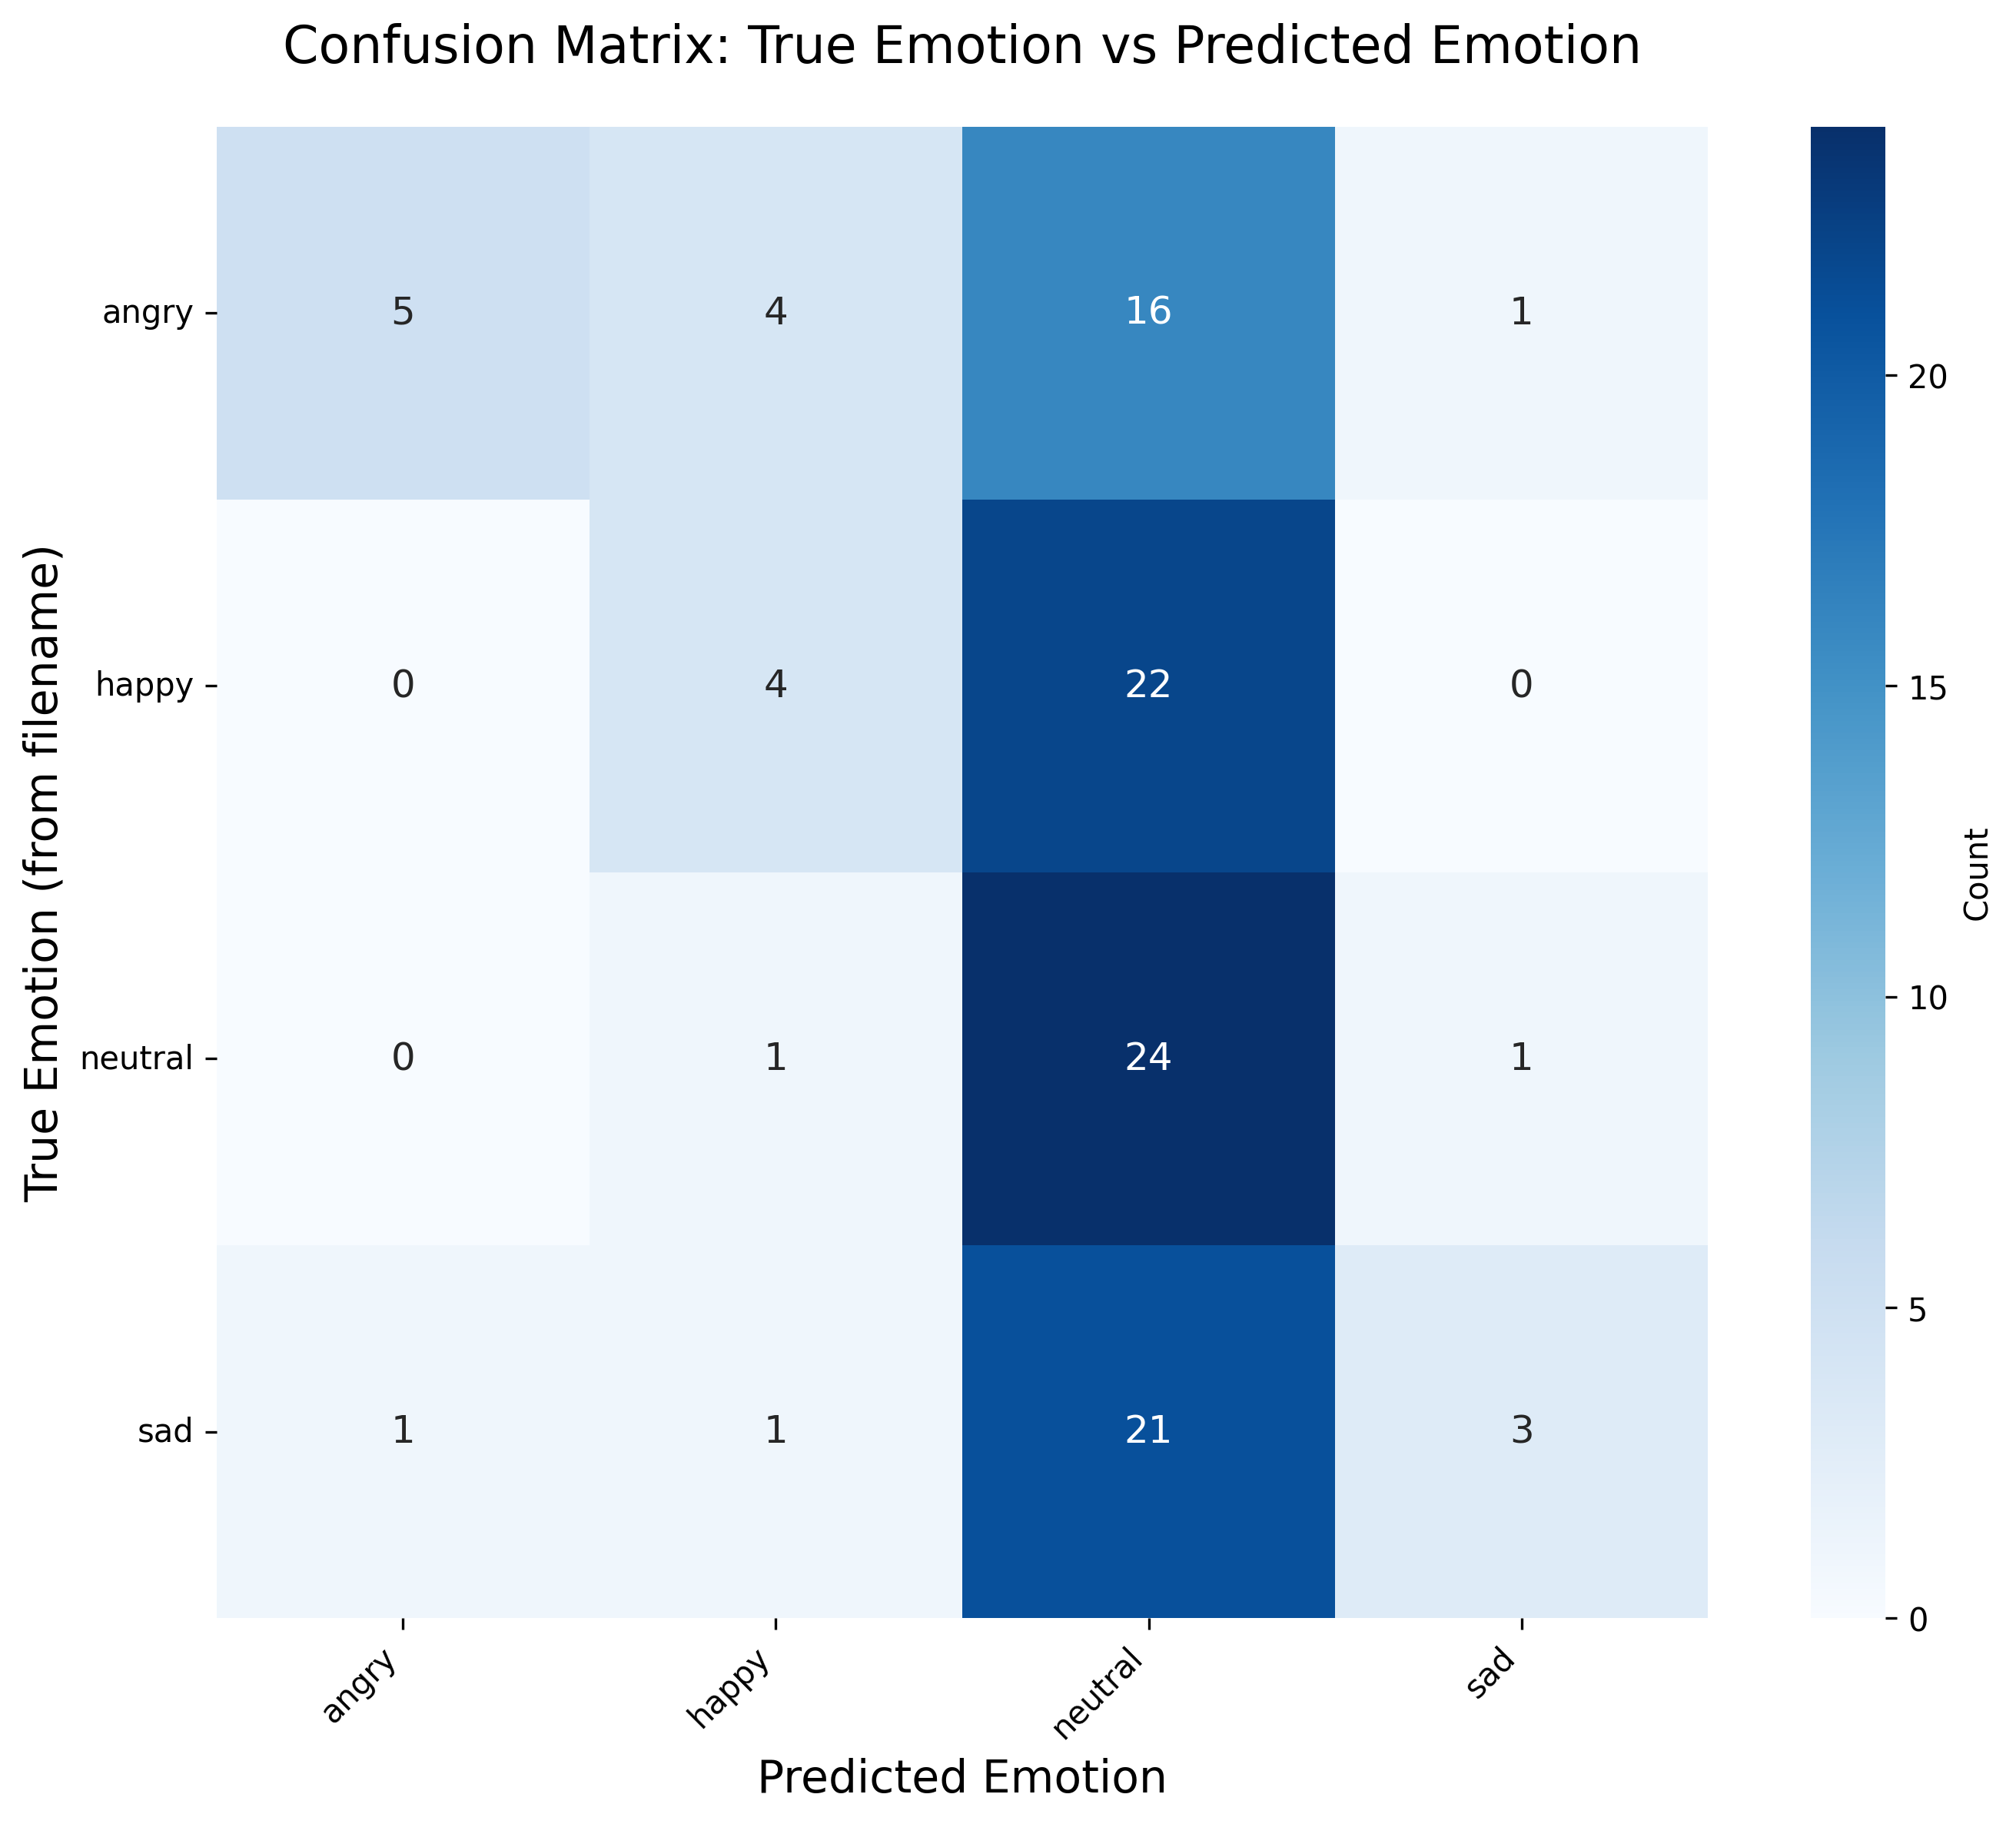 Confusion Matrix: True Emotion vs Predicted Emotion
True Emotion (from filename)
angry 5 4 16 1
happy 0 4 22 0
neutral 0 1 24 1
sad 1 1 21 3
angry happy neutral sad
Predicted Emotion
20
15
10
5
0
Count